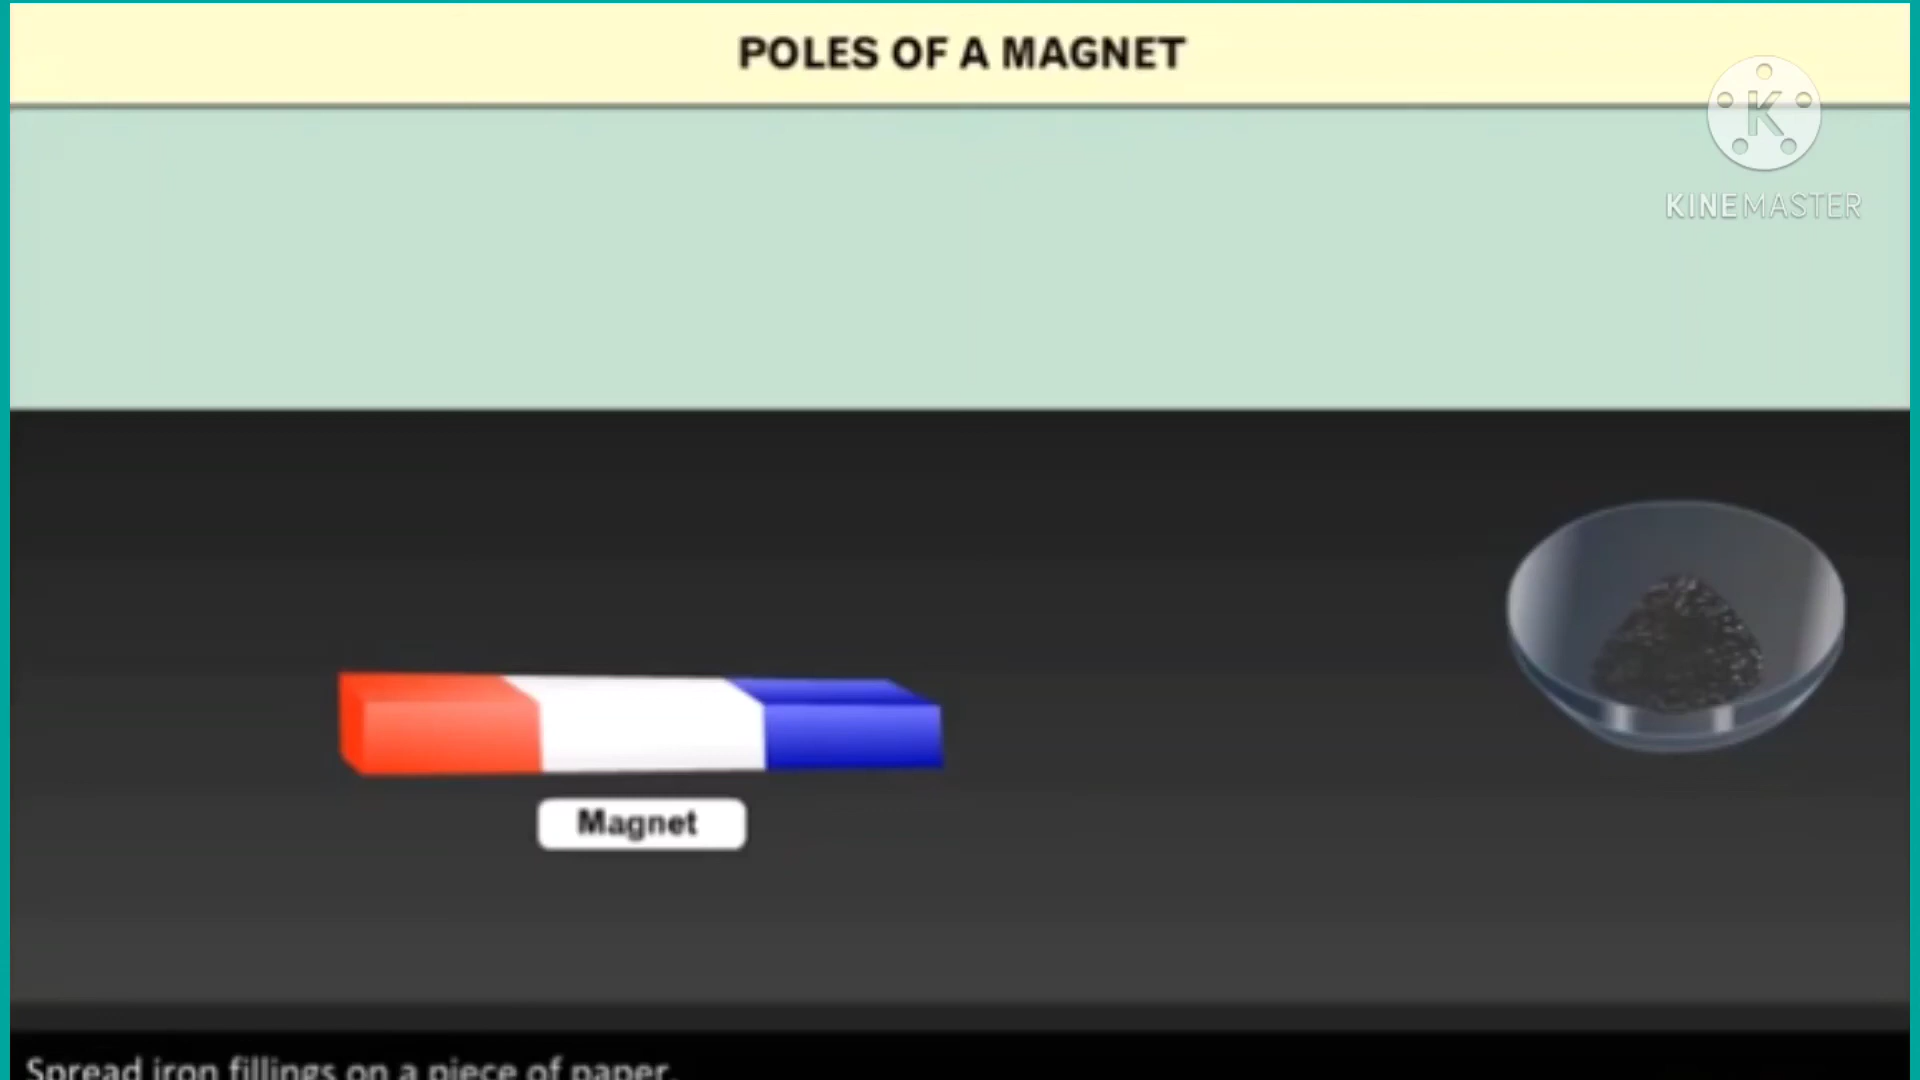 POLES OF A MAGNET
K
KINEMASTER
Magnet
Spread iron fillings on a piece of paper.